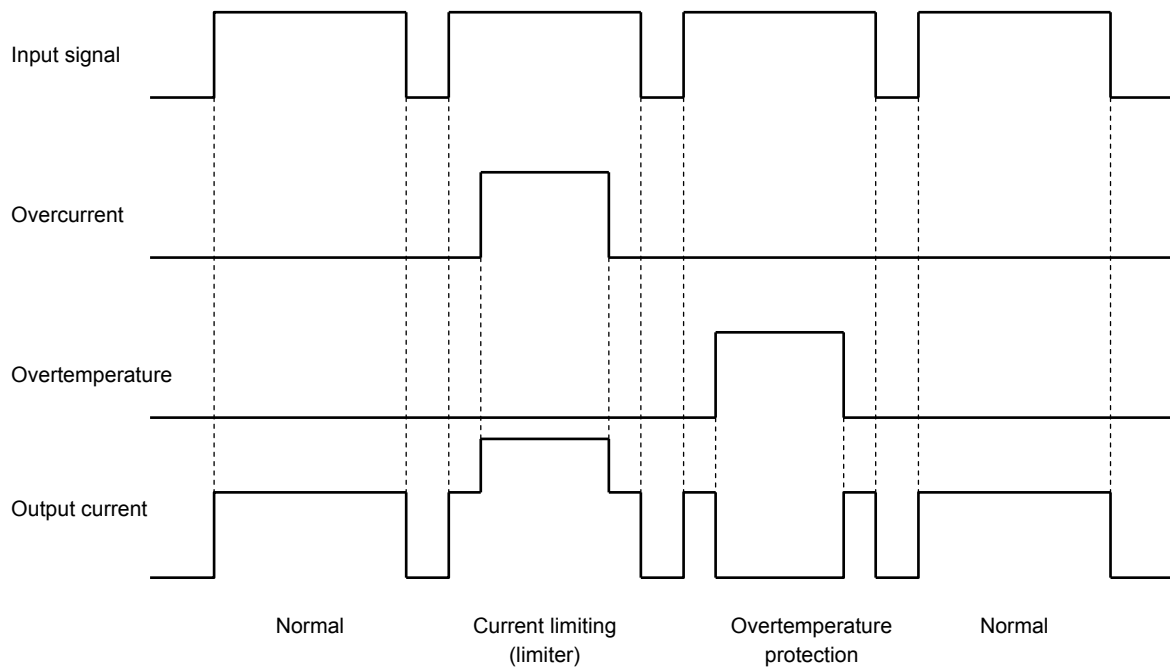 Input signal
Overcurrent
Overtemperature
Output current
Normal
Current limiting
(limiter)
Overtemperature
protection
Normal